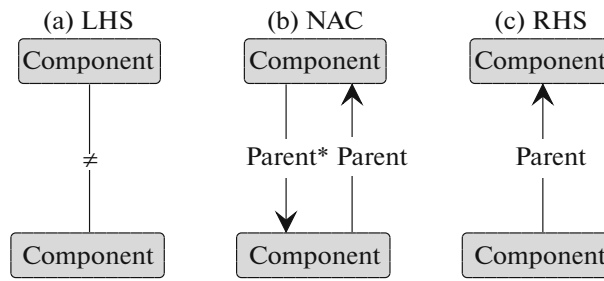 (a) LHS (b) NAC (c) RHS
Component Component Component
≠ Parent* Parent Parent
Component Component Component